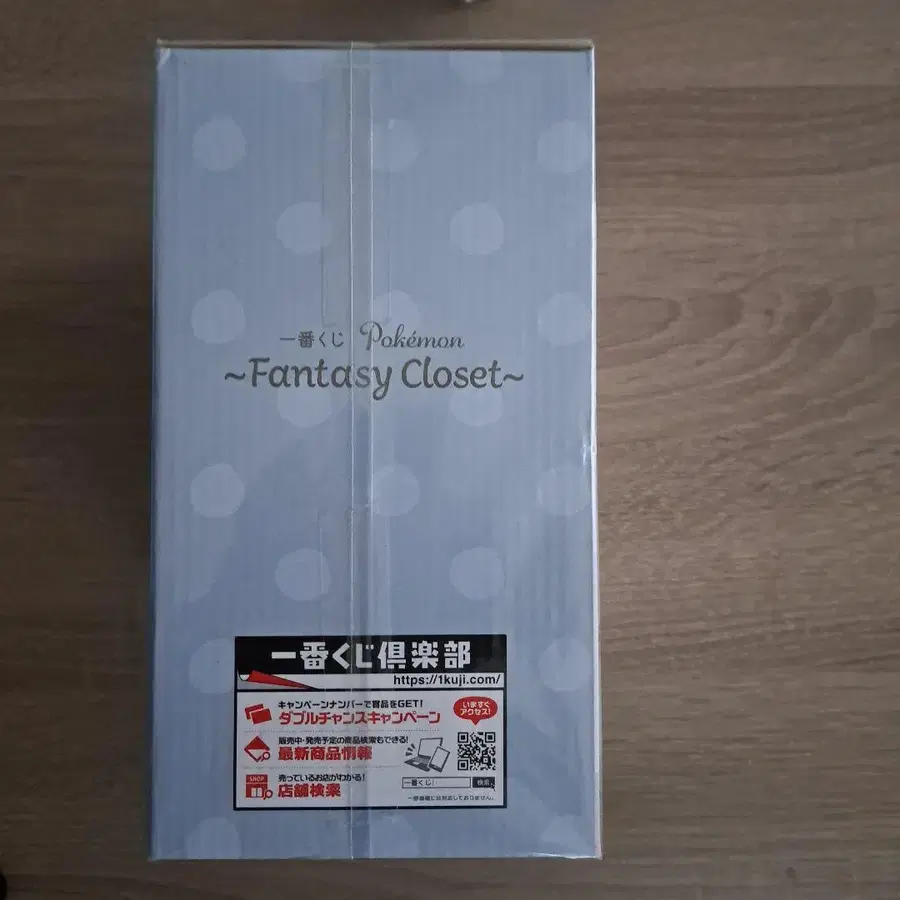 一番くじ Pokémon
~Fantasy Closet~
一番くじ倶楽部
https://1kuji.com/
キャンペーンナンバーで賞品をGET!
ダブルチャンスキャンペーン
いますぐ
アクセス!
販売中・発売予定の商品検索もできる!
最新商品情報
SHOP
売っているお店がわかる!
店舗検索
一番くじ 検索